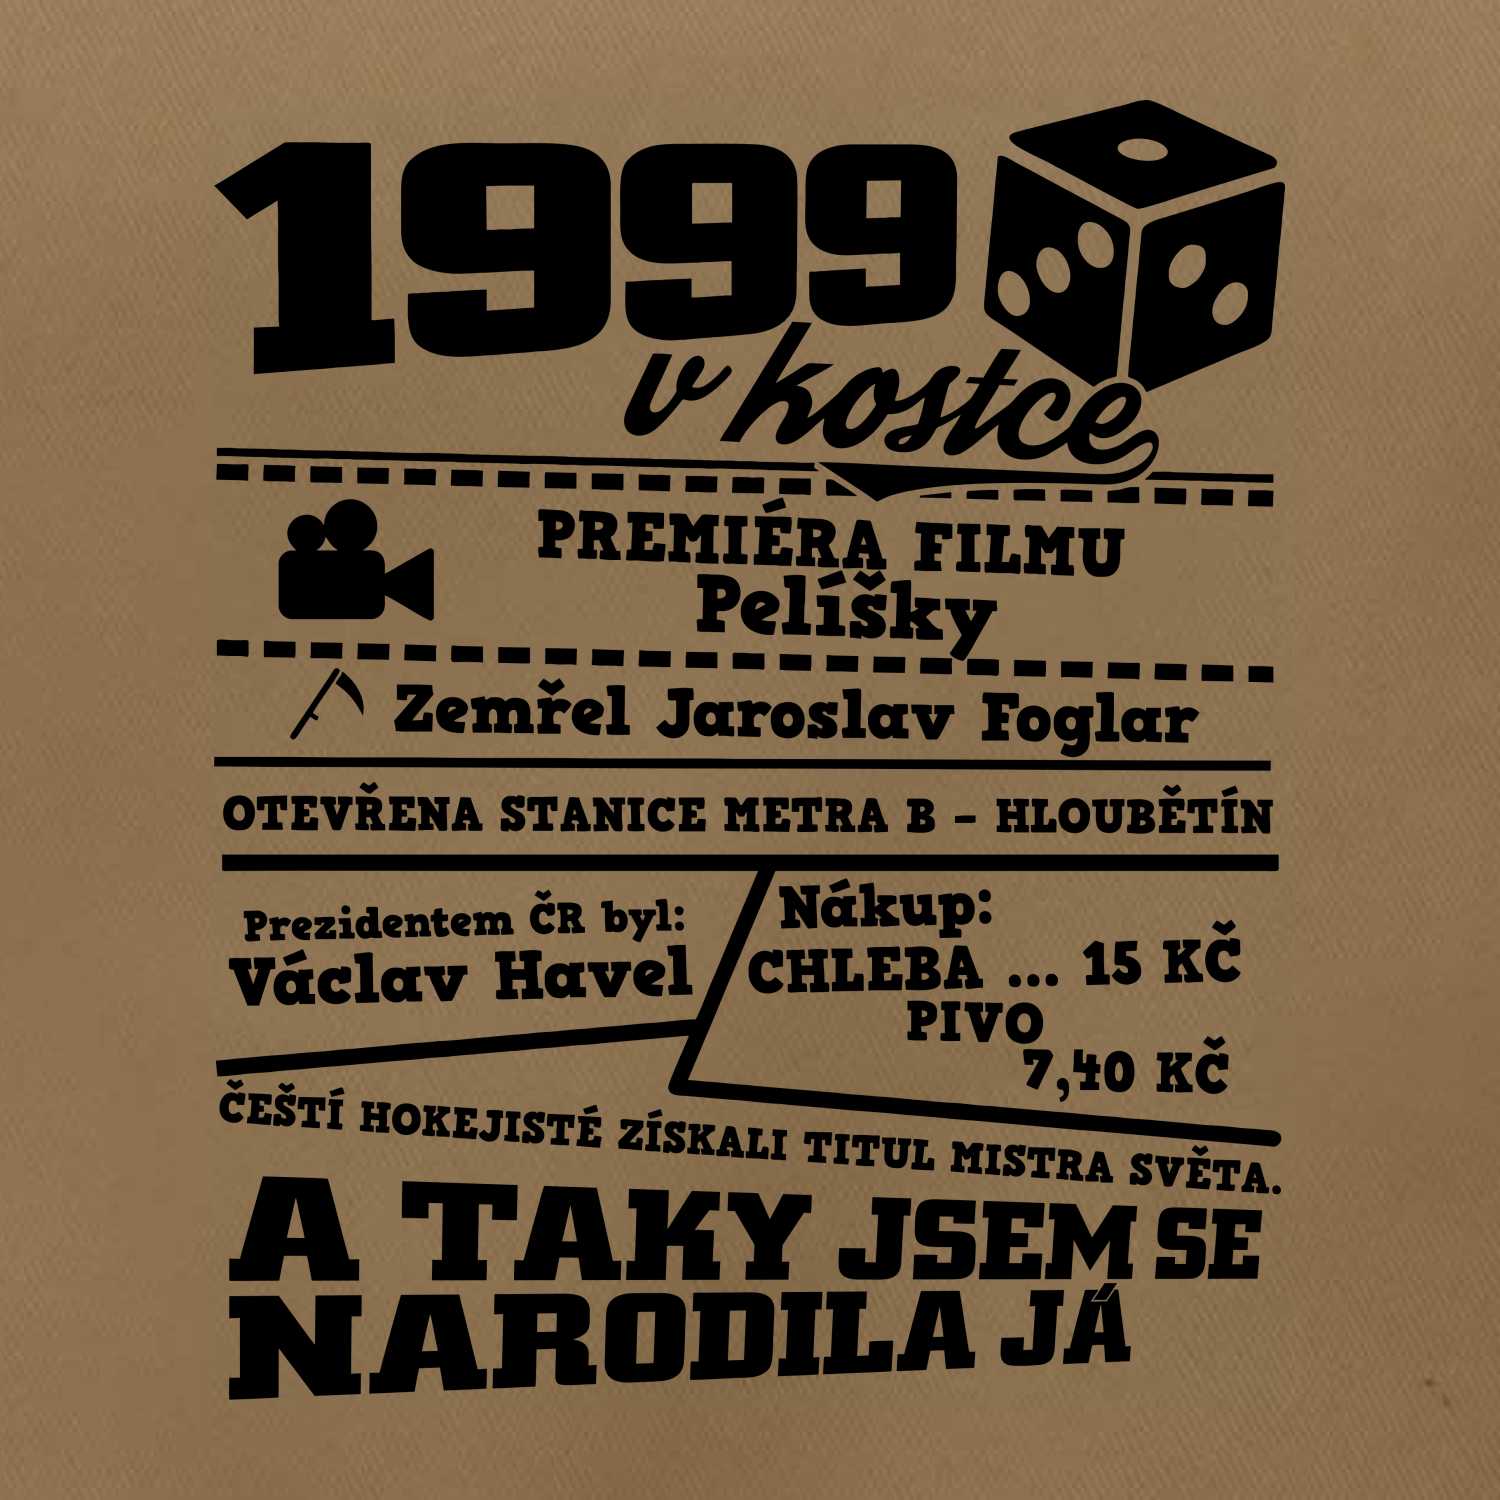 1999
v kostce
PREMIÉRA FILMU
Pelíšky
Zemřel Jaroslav Foglar
OTEVŘENA STANICE METRA B - HLOUBĚTÍN
Prezidentem ČR byl:
Václav Havel
Nákup:
CHLEBA ... 15 KČ
PIVO
7,40 KČ
ČEŠTÍ HOKEJISTÉ ZÍSKALI TITUL MISTRA SVĚTA.
A TAKY JSEM SE
NARODILA JÁ